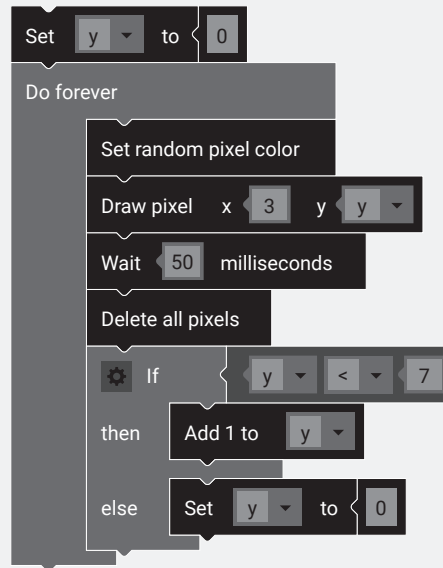 Set y to 0
Do forever
Set random pixel color
Draw pixel x 3 y y
Wait 50 milliseconds
Delete all pixels
If y < 7
then Add 1 to y
else Set y to 0